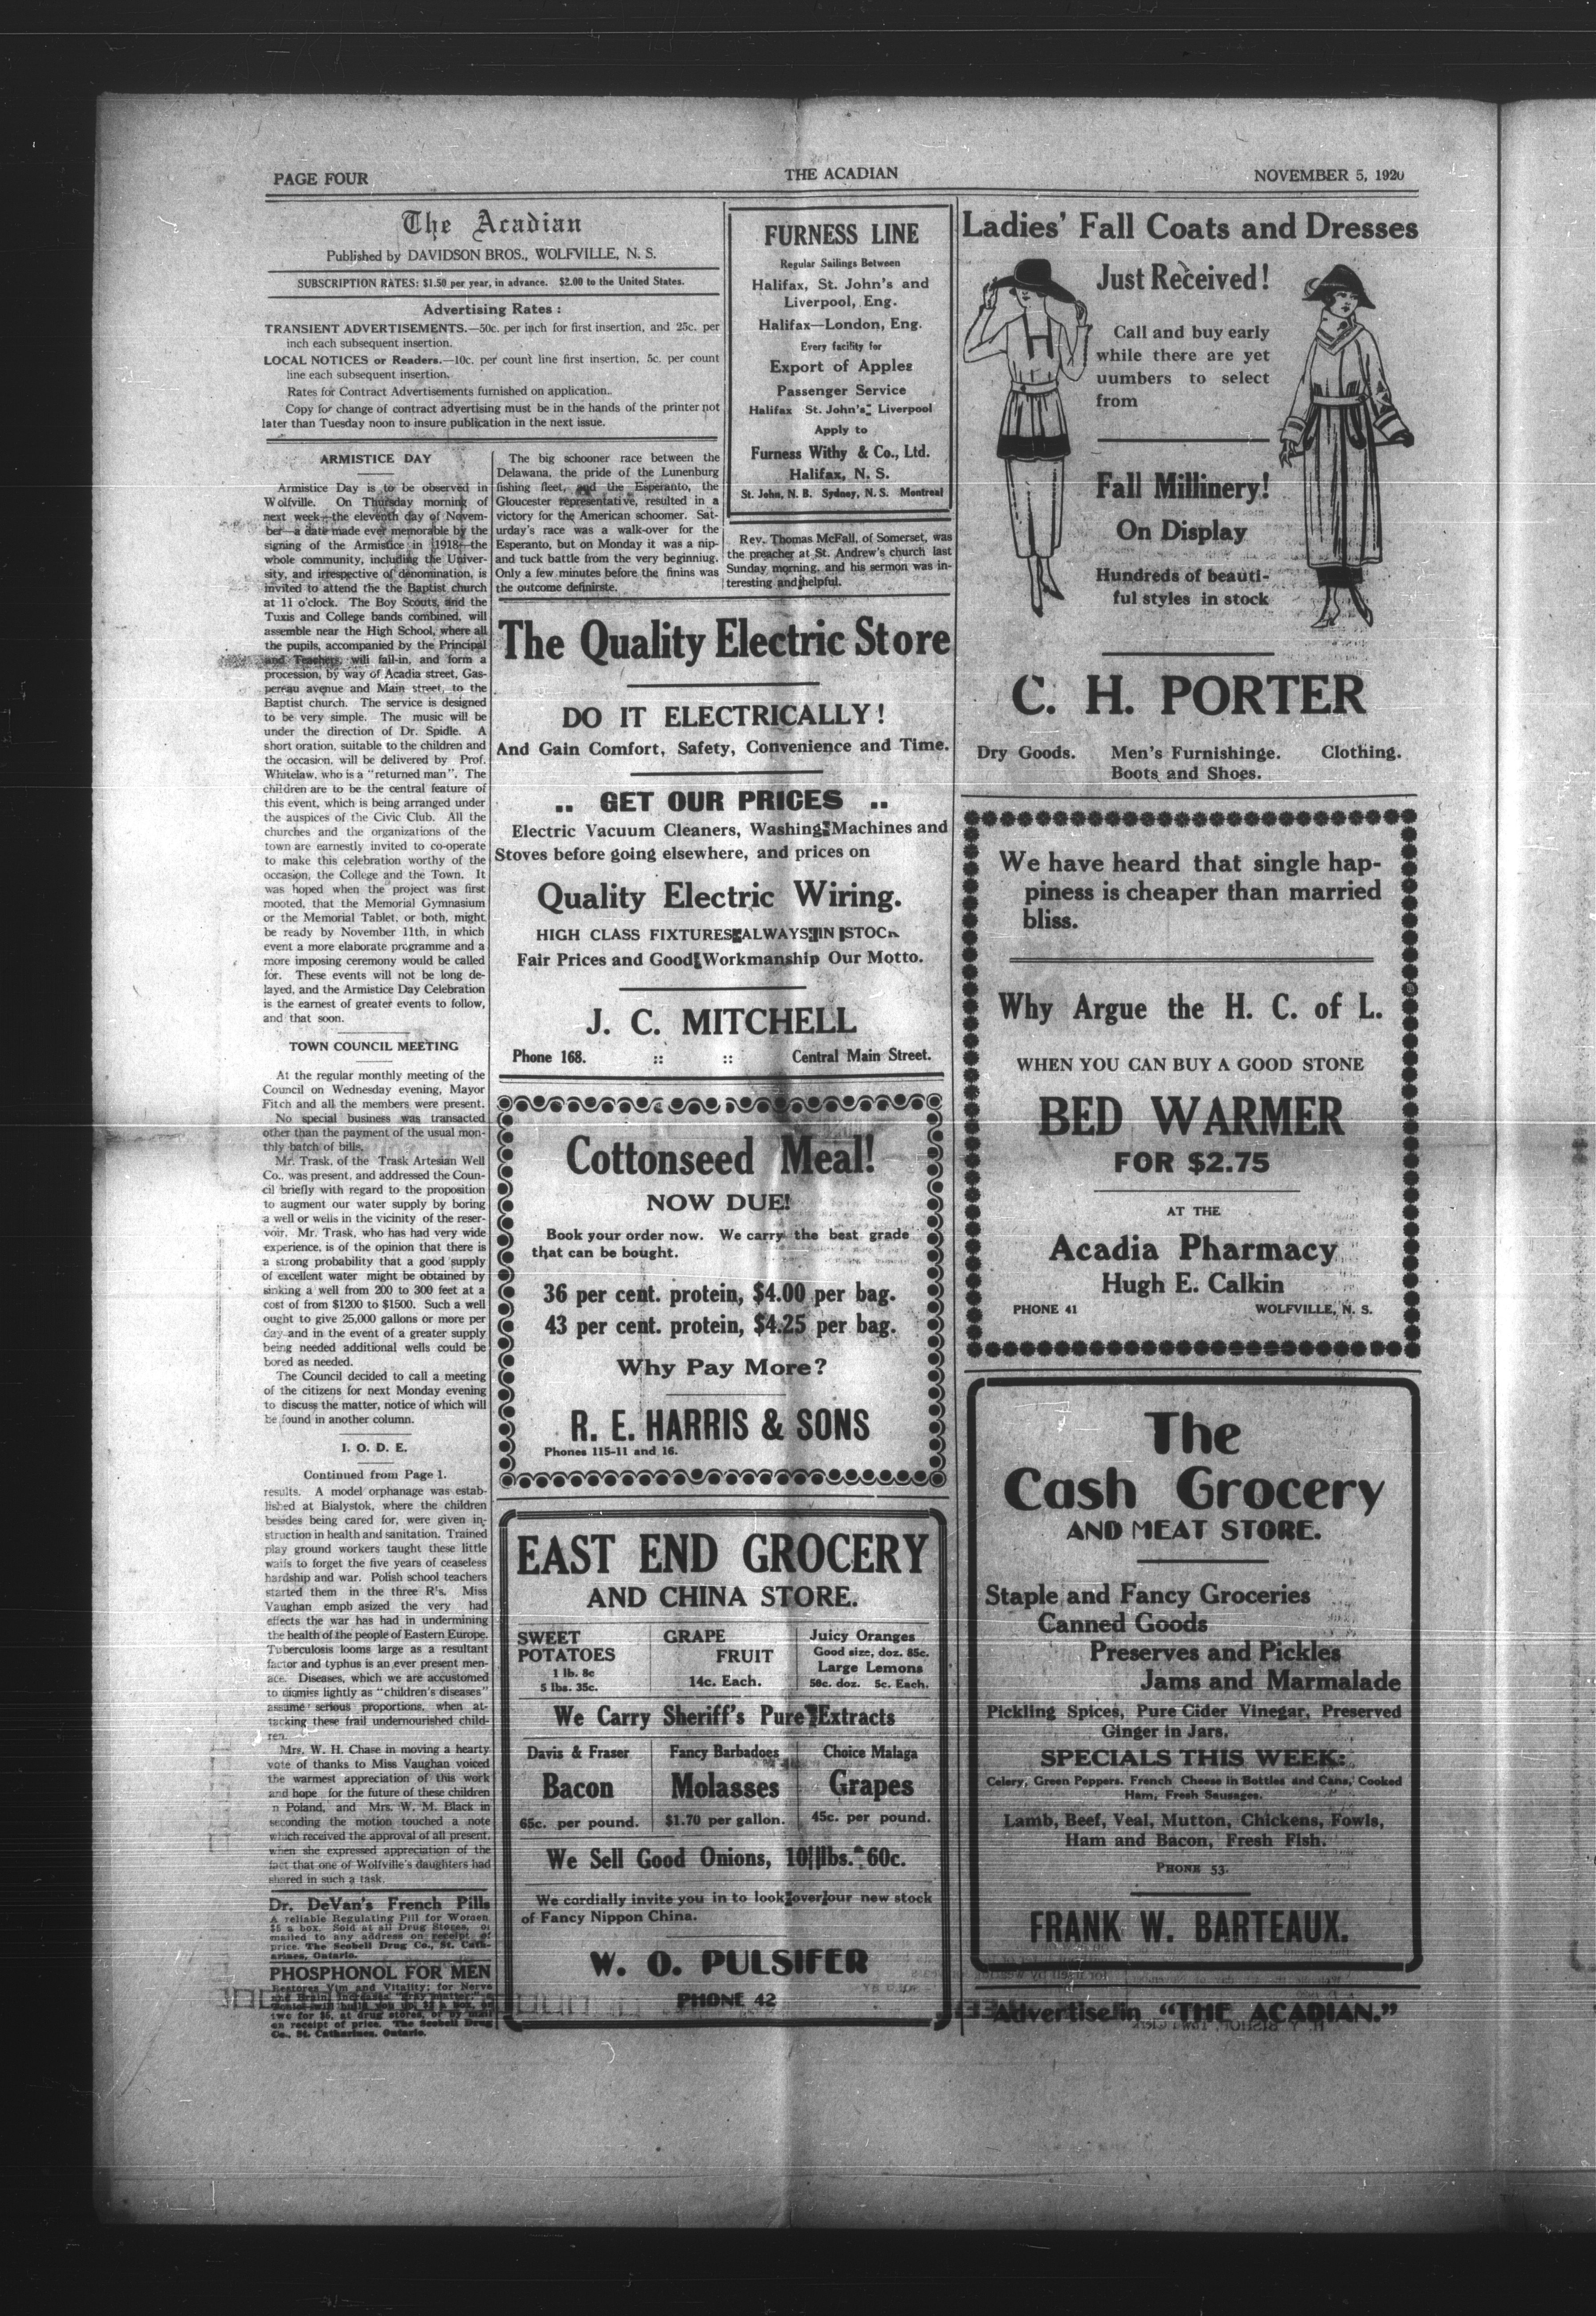 PAGE FOUR
THE ACADIAN
NOVEMBER 5, 1920
The Acadian
Published by DAVIDSON BROS., WOLFVILLE, N. S.
SUBSCRIPTION RATES: $1.50 per year, in advance. $2.00 to the United States.
Advertising Rates :
TRANSIENT ADVERTISEMENTS.—50c. per inch for first insertion, and 25c. per
inch each subsequent insertion.
LOCAL NOTICES or Readers.—10c. per count line first insertion, 5c. per count
line each subsequent insertion.
Rates for Contract Advertisements furnished on application.
Copy for change of contract advertising must be in the hands of the printer not
later than Tuesday noon to insure publication in the next issue.
ARMISTICE DAY
Armistice Day is to be observed in
Wolfville. On Thursday morning of
next week—the eleventh day of Novem-
ber—a date made ever memorable by the
signing of the Armistice in 1918—the
whole community, including the Univer-
sity, and irrespective of denomination, is
invited to attend the the Baptist church
at 11 o'clock. The Boy Scouts, and the
Tuxis and College bands combined, will
assemble near the High School, where all
the pupils, accompanied by the Principal
and Teachers, will fall-in, and form a
procession, by way of Acadia street, Gas-
pereau avenue and Main street, to the
Baptist church. The service is designed
to be very simple. The music will be
under the direction of Dr. Spidle. A
short oration, suitable to the children and
the occasion, will be delivered by Prof.
Whitelaw, who is a "returned man". The
children are to be the central feature of
this event, which is being arranged under
the auspices of the Civic Club. All the
churches and the organizations of the
town are earnestly invited to co-operate
to make this celebration worthy of the
occasion, the College and the Town. It
was hoped when the project was first
mooted, that the Memorial Gymnasium
or the Memorial Tablet, or both, might
be ready by November 11th, in which
event a more elaborate programme and a
more imposing ceremony would be called
for. These events will not be long de-
layed, and the Armistice Day Celebration
is the earnest of greater events to follow,
and that soon.
TOWN COUNCIL MEETING
At the regular monthly meeting of the
Council on Wednesday evening, Mayor
Fitch and all the members were present.
No special business was transacted
other than the payment of the usual mon-
thly batch of bills.
Mr. Trask, of the Trask Artesian Well
Co., was present, and addressed the Coun-
cil briefly with regard to the proposition
to augment our water supply by boring
a well or wells in the vicinity of the reser-
voir. Mr. Trask, who has had very wide
experience, is of the opinion that there is
a strong probability that a good supply
of excellent water might be obtained by
sinking a well from 200 to 300 feet at a
cost of from $1200 to $1500. Such a well
ought to give 25,000 gallons or more per
day and in the event of a greater supply
being needed additional wells could be
bored as needed.
The Council decided to call a meeting
of the citizens for next Monday evening
to discuss the matter, notice of which will
be found in another column.
I. O. D. E.
Continued from Page 1.
results. A model orphanage was estab-
lished at Bialystok, where the children
besides being cared for, were given in-
struction in health and sanitation. Trained
play ground workers taught these little
waifs to forget the five years of ceaseless
hardship and war. Polish school teachers
started them in the three R's. Miss
Vaughan emph asized the very had
effects the war has had in undermining
the health of the people of Eastern Europe.
Tuberculosis looms large as a resultant
factor and typhus is an ever present men-
ace. Diseases, which we are accustomed
to dismiss lightly as "children's diseases"
assume serious proportions, when at-
tacking these frail undernourished child-
ren.
Mrs. W. H. Chase in moving a hearty
vote of thanks to Miss Vaughan voiced
the warmest appreciation of this work
and hope for the future of these children
n Poland, and Mrs. W. M. Black in
seconding the motion touched a note
which received the approval of all present,
when she expressed appreciation of the
fact that one of Wolfville's daughters had
shared in such a task.
Dr. DeVan's French Pills
A reliable Regulating Pill for Women
$5 a box. Sold at all Drug Stores, or
mailed to any address on receipt of
price. The Scobell Drug Co., St. Cath-
arines, Ontario.
PHOSPHONOL FOR MEN
Restores Vim and Vitality; for Nerve
and Brain; increases "gray matter;" a
Tonic—will build you up. $3 a box, or
two for $5, at drug stores, or by mail
on receipt of price. The Scobell Drug
Co., St. Catharines, Ontario.
The big schooner race between the
Delawana, the pride of the Lunenburg
fishing fleet, and the Esperanto, the
Gloucester representative, resulted in a
victory for the American schoomer. Sat-
urday's race was a walk-over for the
Esperanto, but on Monday it was a nip-
and tuck battle from the very beginniug.
Only a few minutes before the finins was
the outcome definirste.
FURNESS LINE
Regular Sailings Between
Halifax, St. John's and
Liverpool, Eng.
Halifax—London, Eng.
Every facility for
Export of Apples
Passenger Service
Halifax St. John's: Liverpool
Apply to
Furness Withy & Co., Ltd.
Halifax, N. S.
St. John, N. B. Sydney, N. S. Montreal
Rev. Thomas McFall, of Somerset, was
the preacher at St. Andrew's church last
Sunday morning, and his sermon was in-
teresting and helpful.
The Quality Electric Store
DO IT ELECTRICALLY!
And Gain Comfort, Safety, Convenience and Time.
.. GET OUR PRICES ..
Electric Vacuum Cleaners, Washing Machines and
Stoves before going elsewhere, and prices on
Quality Electric Wiring.
HIGH CLASS FIXTURES ALWAYS IN STOCK
Fair Prices and Good Workmanship Our Motto.
J. C. MITCHELL
Phone 168. :: :: Central Main Street.
Cottonseed Meal!
NOW DUE!
Book your order now. We carry the best grade
that can be bought.
36 per cent. protein, $4.00 per bag.
43 per cent. protein, $4.25 per bag.
Why Pay More?
R. E. HARRIS & SONS
Phones 115-11 and 16.
EAST END GROCERY
AND CHINA STORE.
SWEET
POTATOES
1 lb. 8c
5 lbs. 35c.
GRAPE
FRUIT
14c. Each.
Juicy Oranges
Good size, doz. 85c.
Large Lemons
50c. doz. 5c. Each.
We Carry Sheriff's Pure Extracts
Davis & Fraser
Bacon
65c. per pound.
Fancy Barbadoes
Molasses
$1.70 per gallon.
Choice Malaga
Grapes
45c. per pound.
We Sell Good Onions, 10 lbs. 60c.
We cordially invite you in to look over our new stock
of Fancy Nippon China.
W. O. PULSIFER
PHONE 42
Ladies' Fall Coats and Dresses
Just Received!
Call and buy early
while there are yet
uumbers to select
from
Fall Millinery!
On Display
Hundreds of beauti-
ful styles in stock
C. H. PORTER
Dry Goods. Men's Furnishinge. Clothing.
Boots and Shoes.
We have heard that single hap-
piness is cheaper than married
bliss.
Why Argue the H. C. of L.
WHEN YOU CAN BUY A GOOD STONE
BED WARMER
FOR $2.75
AT THE
Acadia Pharmacy
Hugh E. Calkin
PHONE 41 WOLFVILLE, N. S.
The
Cash Grocery
AND MEAT STORE.
Staple and Fancy Groceries
Canned Goods
Preserves and Pickles
Jams and Marmalade
Pickling Spices, Pure Cider Vinegar, Preserved
Ginger in Jars.
SPECIALS THIS WEEK:
Celery, Green Peppers. French Cheese in Bottles and Cans, Cooked
Ham, Fresh Sausages.
Lamb, Beef, Veal, Mutton, Chickens, Fowls,
Ham and Bacon, Fresh Fish.
PHONE 53.
FRANK W. BARTEAUX.
Advertise in "THE ACADIAN."